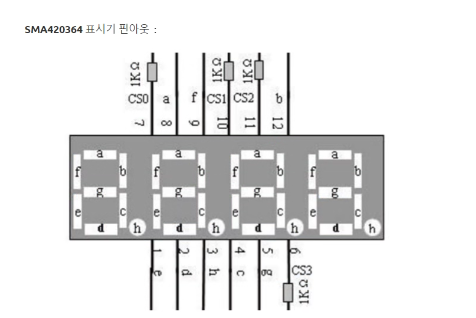 SMA420364 표시기 핀아웃 :
1KΩ 1KΩ 1KΩ
CS0 a f CS1 CS2 b
7 8 9 10 11 12
a a a a
f b f b f b f b
g g g g
e c e c e c e c
d h d h d h d h
1 2 3 4 5 6
e d h c g CS3
1KΩ